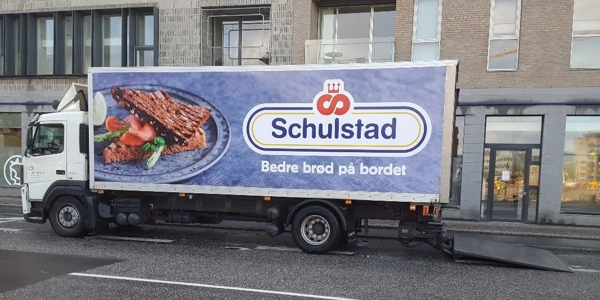 Schulstad
Bedre brød på bordet